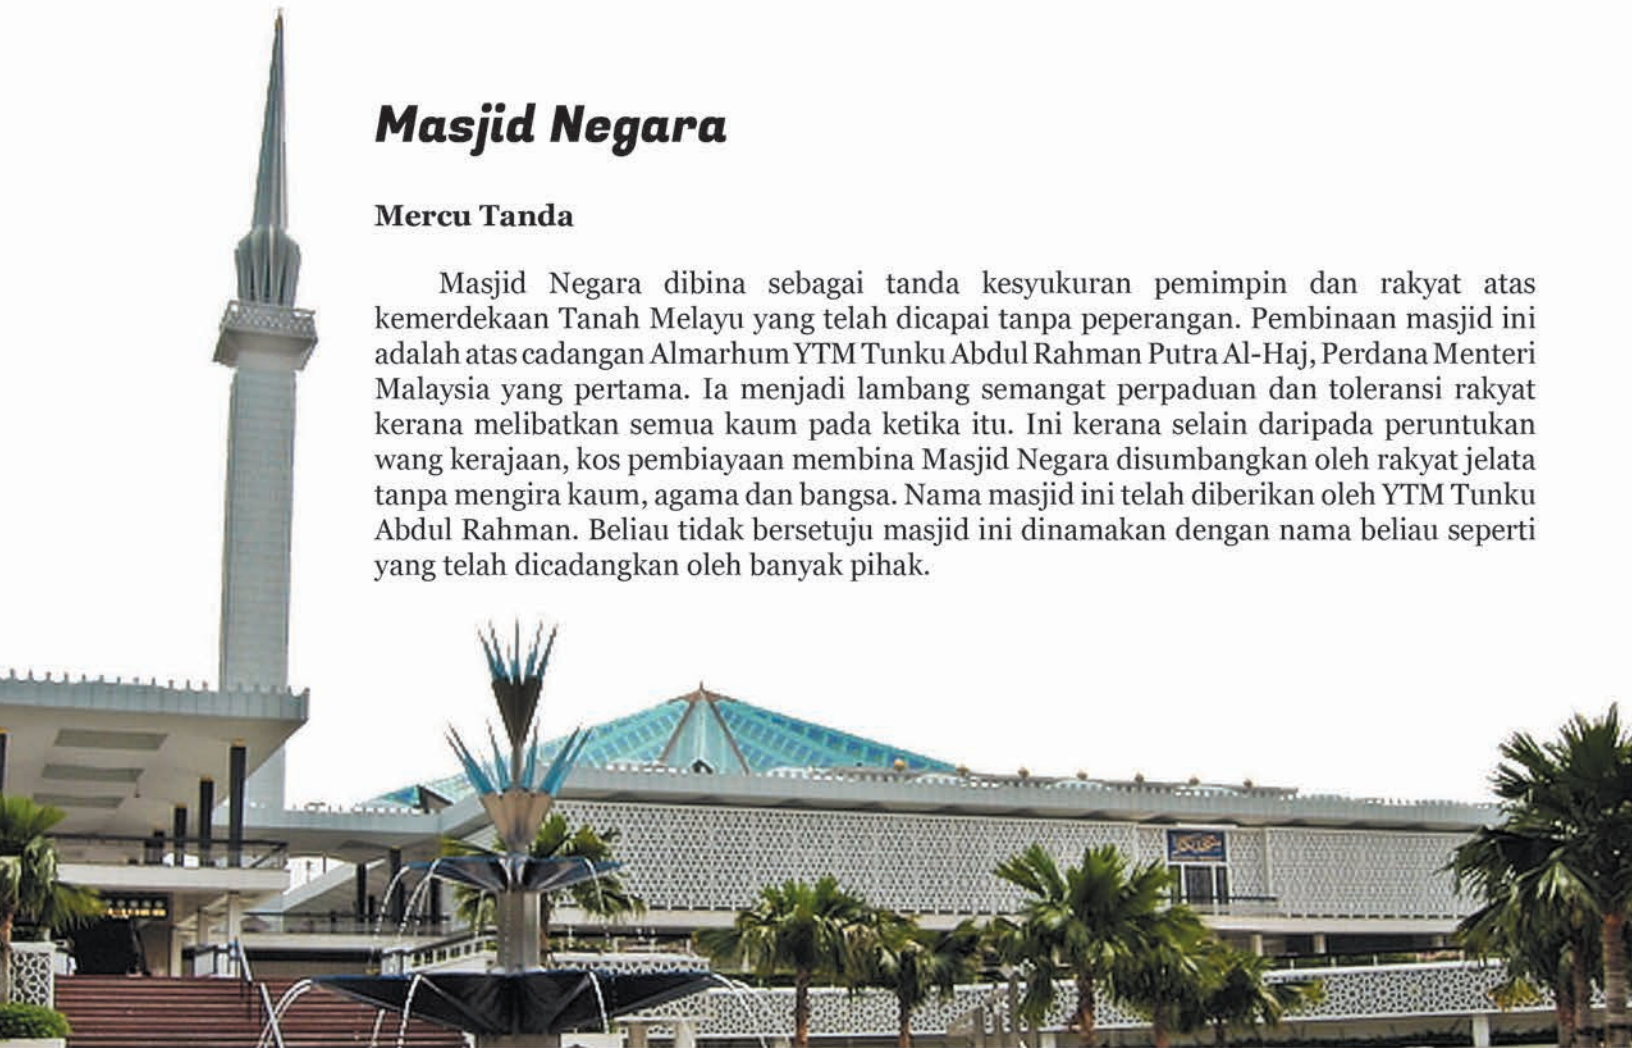 Masjid Negara
Mercu Tanda
Masjid Negara dibina sebagai tanda kesyukuran pemimpin dan rakyat atas
kemerdekaan Tanah Melayu yang telah dicapai tanpa peperangan. Pembinaan masjid ini
adalah atas cadangan Almarhum YTM Tunku Abdul Rahman Putra Al-Haj, Perdana Menteri
Malaysia yang pertama. Ia menjadi lambang semangat perpaduan dan toleransi rakyat
kerana melibatkan semua kaum pada ketika itu. Ini kerana selain daripada peruntukan
wang kerajaan, kos pembiayaan membina Masjid Negara disumbangkan oleh rakyat jelata
tanpa mengira kaum, agama dan bangsa. Nama masjid ini telah diberikan oleh YTM Tunku
Abdul Rahman. Beliau tidak bersetuju masjid ini dinamakan dengan nama beliau seperti
yang telah dicadangkan oleh banyak pihak.